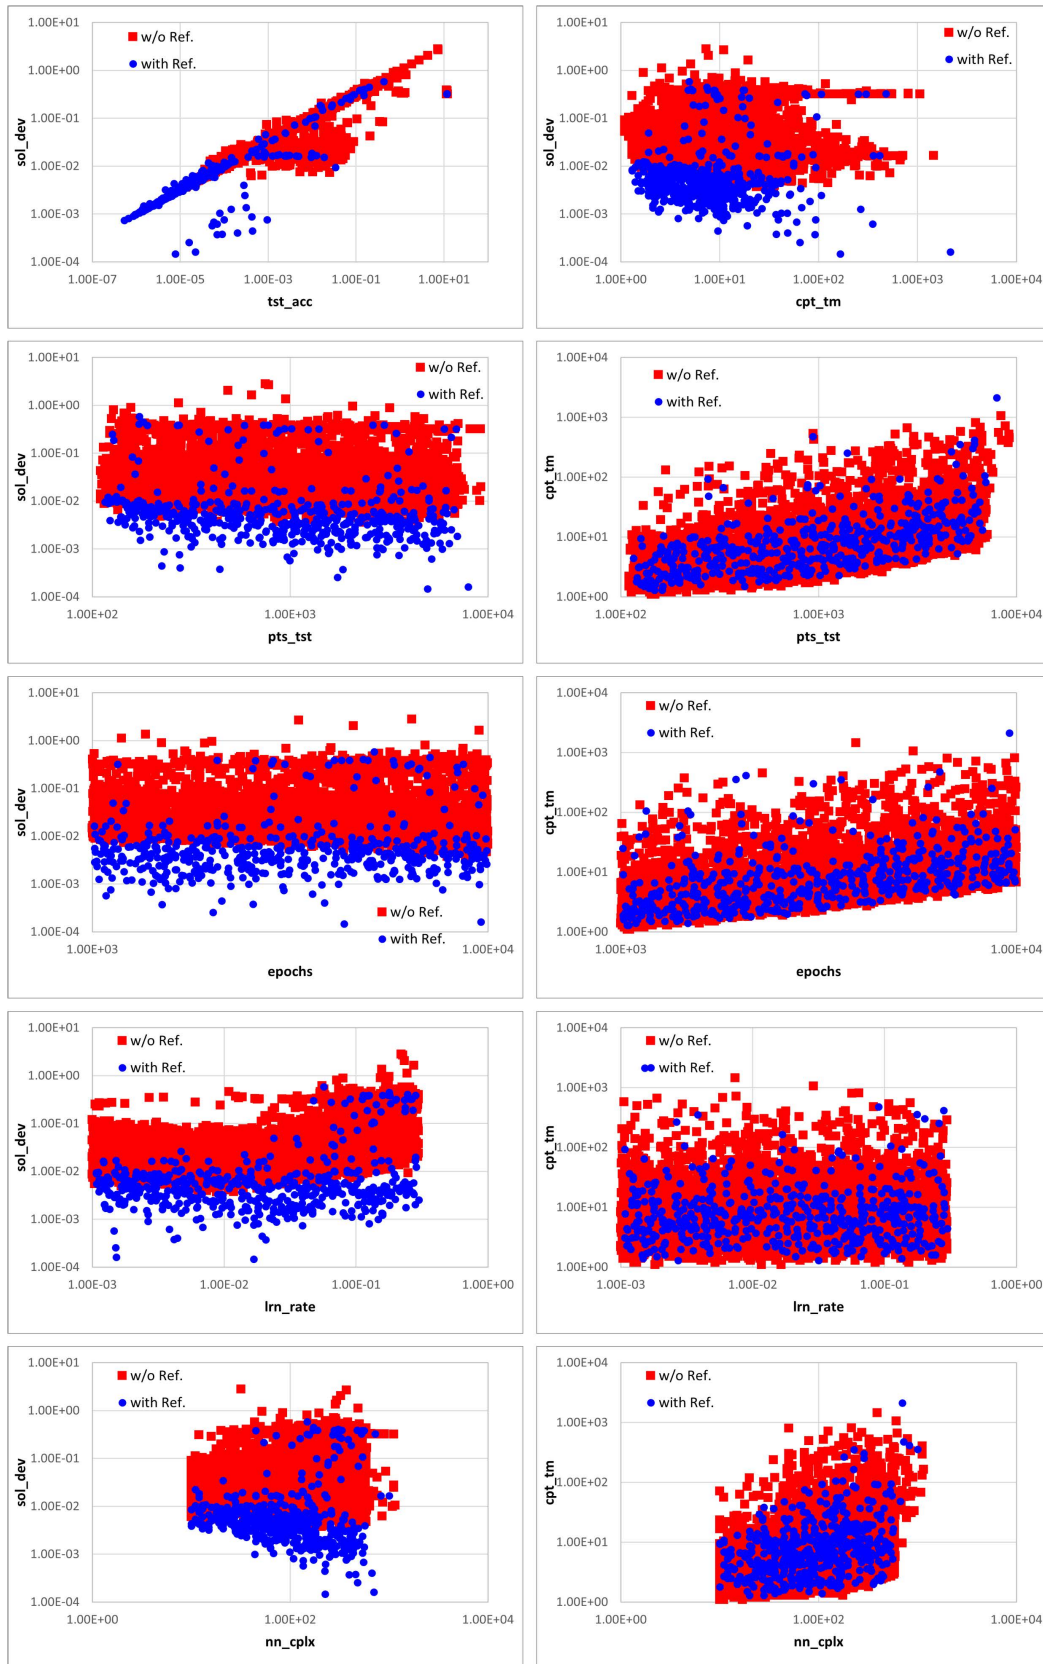 1.00E+01
1.00E+00
1.00E-01
1.00E-02
1.00E-03
1.00E-04
sol_dev
w/o Ref.
with Ref.
1.00E-07
1.00E-05
1.00E-03
1.00E-01
1.00E+01
tst_acc
1.00E+01
1.00E+00
1.00E-01
1.00E-02
1.00E-03
1.00E-04
sol_dev
w/o Ref.
with Ref.
1.00E+00
1.00E+01
1.00E+02
1.00E+03
1.00E+04
cpt_tm
1.00E+01
1.00E+00
1.00E-01
1.00E-02
1.00E-03
1.00E-04
sol_dev
w/o Ref.
with Ref.
1.00E+02
1.00E+03
1.00E+04
pts_tst
1.00E+04
1.00E+03
1.00E+02
1.00E+01
1.00E+00
cpt_tm
w/o Ref.
with Ref.
1.00E+02
1.00E+03
1.00E+04
pts_tst
1.00E+01
1.00E+00
1.00E-01
1.00E-02
1.00E-03
1.00E-04
sol_dev
w/o Ref.
with Ref.
1.00E+03
1.00E+04
epochs
1.00E+04
1.00E+03
1.00E+02
1.00E+01
1.00E+00
cpt_tm
w/o Ref.
with Ref.
1.00E+03
1.00E+04
epochs
1.00E+01
1.00E+00
1.00E-01
1.00E-02
1.00E-03
1.00E-04
sol_dev
w/o Ref.
with Ref.
1.00E-03
1.00E-02
1.00E-01
1.00E+00
lrn_rate
1.00E+04
1.00E+03
1.00E+02
1.00E+01
1.00E+00
cpt_tm
w/o Ref.
with Ref.
1.00E-03
1.00E-02
1.00E-01
1.00E+00
lrn_rate
1.00E+01
1.00E+00
1.00E-01
1.00E-02
1.00E-03
1.00E-04
sol_dev
w/o Ref.
with Ref.
1.00E+00
1.00E+02
1.00E+04
nn_cplx
1.00E+04
1.00E+03
1.00E+02
1.00E+01
1.00E+00
cpt_tm
w/o Ref.
with Ref.
1.00E+00
1.00E+02
1.00E+04
nn_cplx